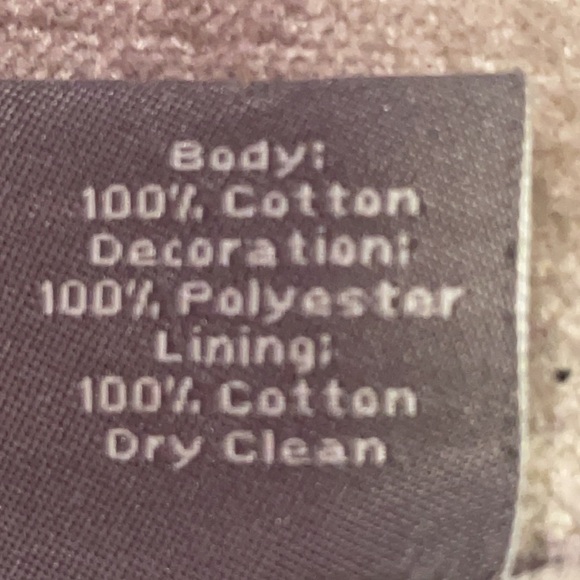 Body:
100% Cotton
Decoration:
100% Polyester
Lining:
100% Cotton
Dry Clean